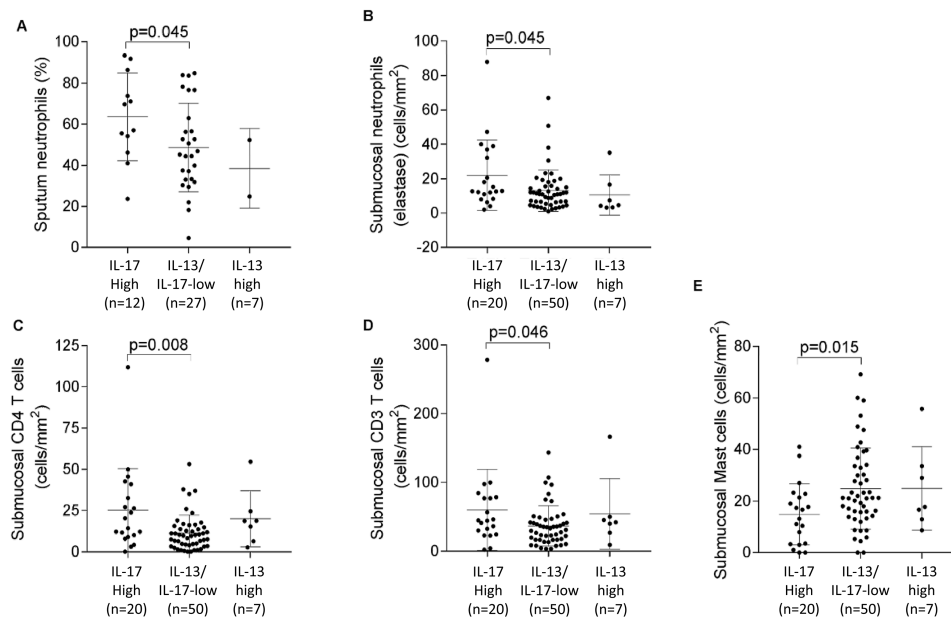 A
p=0.045
Sputum neutrophils (%)
100
80
60
40
20
0
IL-17
High
(n=12)
IL-13/
IL-17-low
(n=27)
IL-13
high
(n=7)
B
p=0.045
Submucosal neutrophils
(elastase) (cells/mm²)
100
80
60
40
20
0
-20
IL-17
High
(n=20)
IL-13/
IL-17-low
(n=50)
IL-13
high
(n=7)
C
p=0.008
Submucosal CD4 T cells
(cells/mm²)
125
100
75
50
25
0
IL-17
High
(n=20)
IL-13/
IL-17-low
(n=50)
IL-13
high
(n=7)
D
p=0.046
Submucosal CD3 T cells
(cells/mm²)
300
200
100
0
IL-17
High
(n=20)
IL-13/
IL-17-low
(n=50)
IL-13
high
(n=7)
E
p=0.015
Submucosal Mast cells (cells/mm²)
80
60
40
20
0
IL-17
High
(n=20)
IL-13/
IL-17-low
(n=50)
IL-13
high
(n=7)